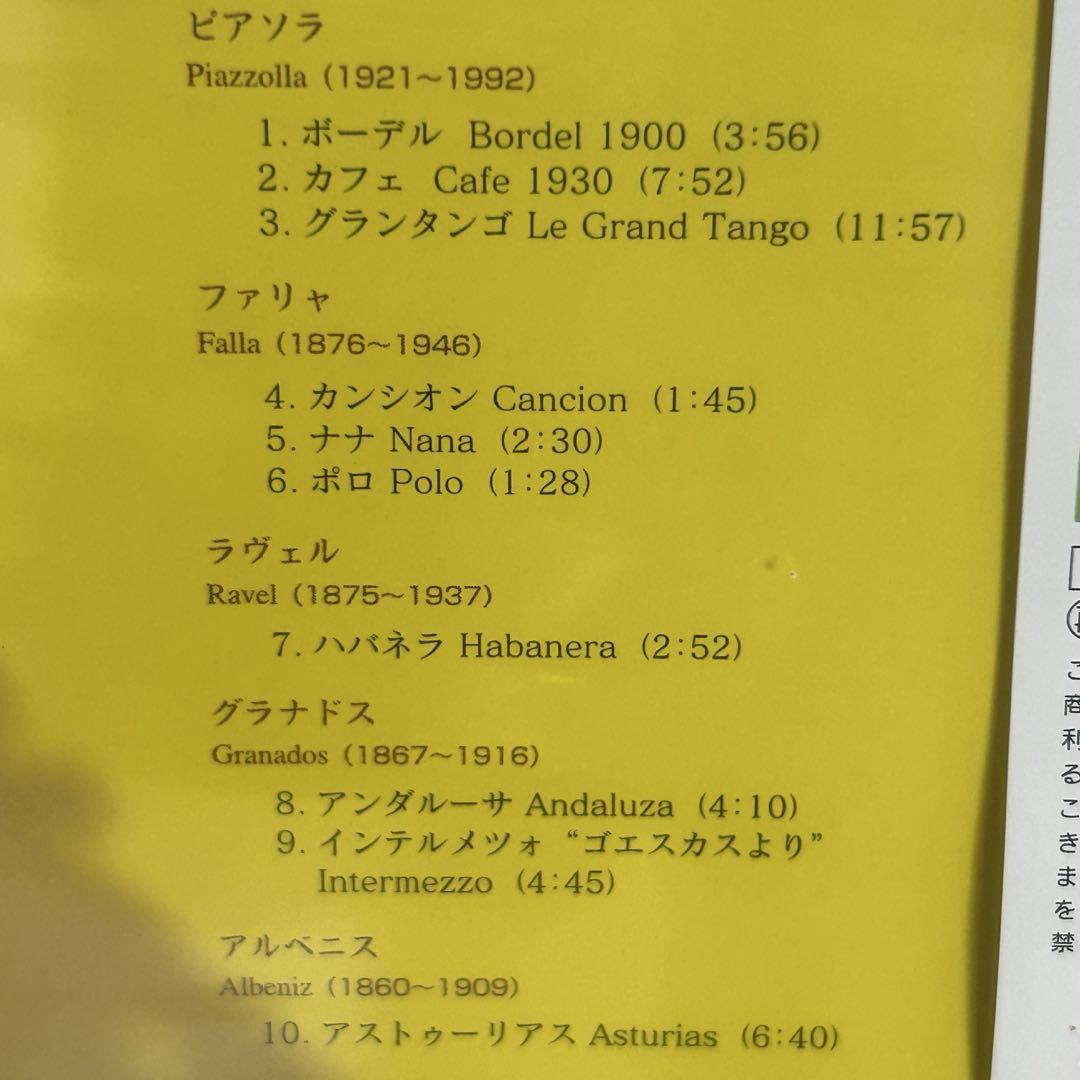 ピアソラ
Piazzolla (1921〜1992)
1. ボーデル Bordel 1900 (3:56)
2. カフェ Cafe 1930 (7:52)
3. グランタンゴ Le Grand Tango (11:57)
ファリャ
Falla (1876〜1946)
4. カンシオン Cancion (1:45)
5. ナナ Nana (2:30)
6. ポロ Polo (1:28)
ラヴェル
Ravel (1875〜1937)
7. ハバネラ Habanera (2:52)
グラナドス
Granados (1867〜1916)
8. アンダルーサ Andaluza (4:10)
9. インテルメツォ “ゴエスカスより”
Intermezzo (4:45)
アルベニス
Albeniz (1860〜1909)
10. アストゥーリアス Asturias (6:40)
こ
商
利
る
こ
き
ま
を
禁